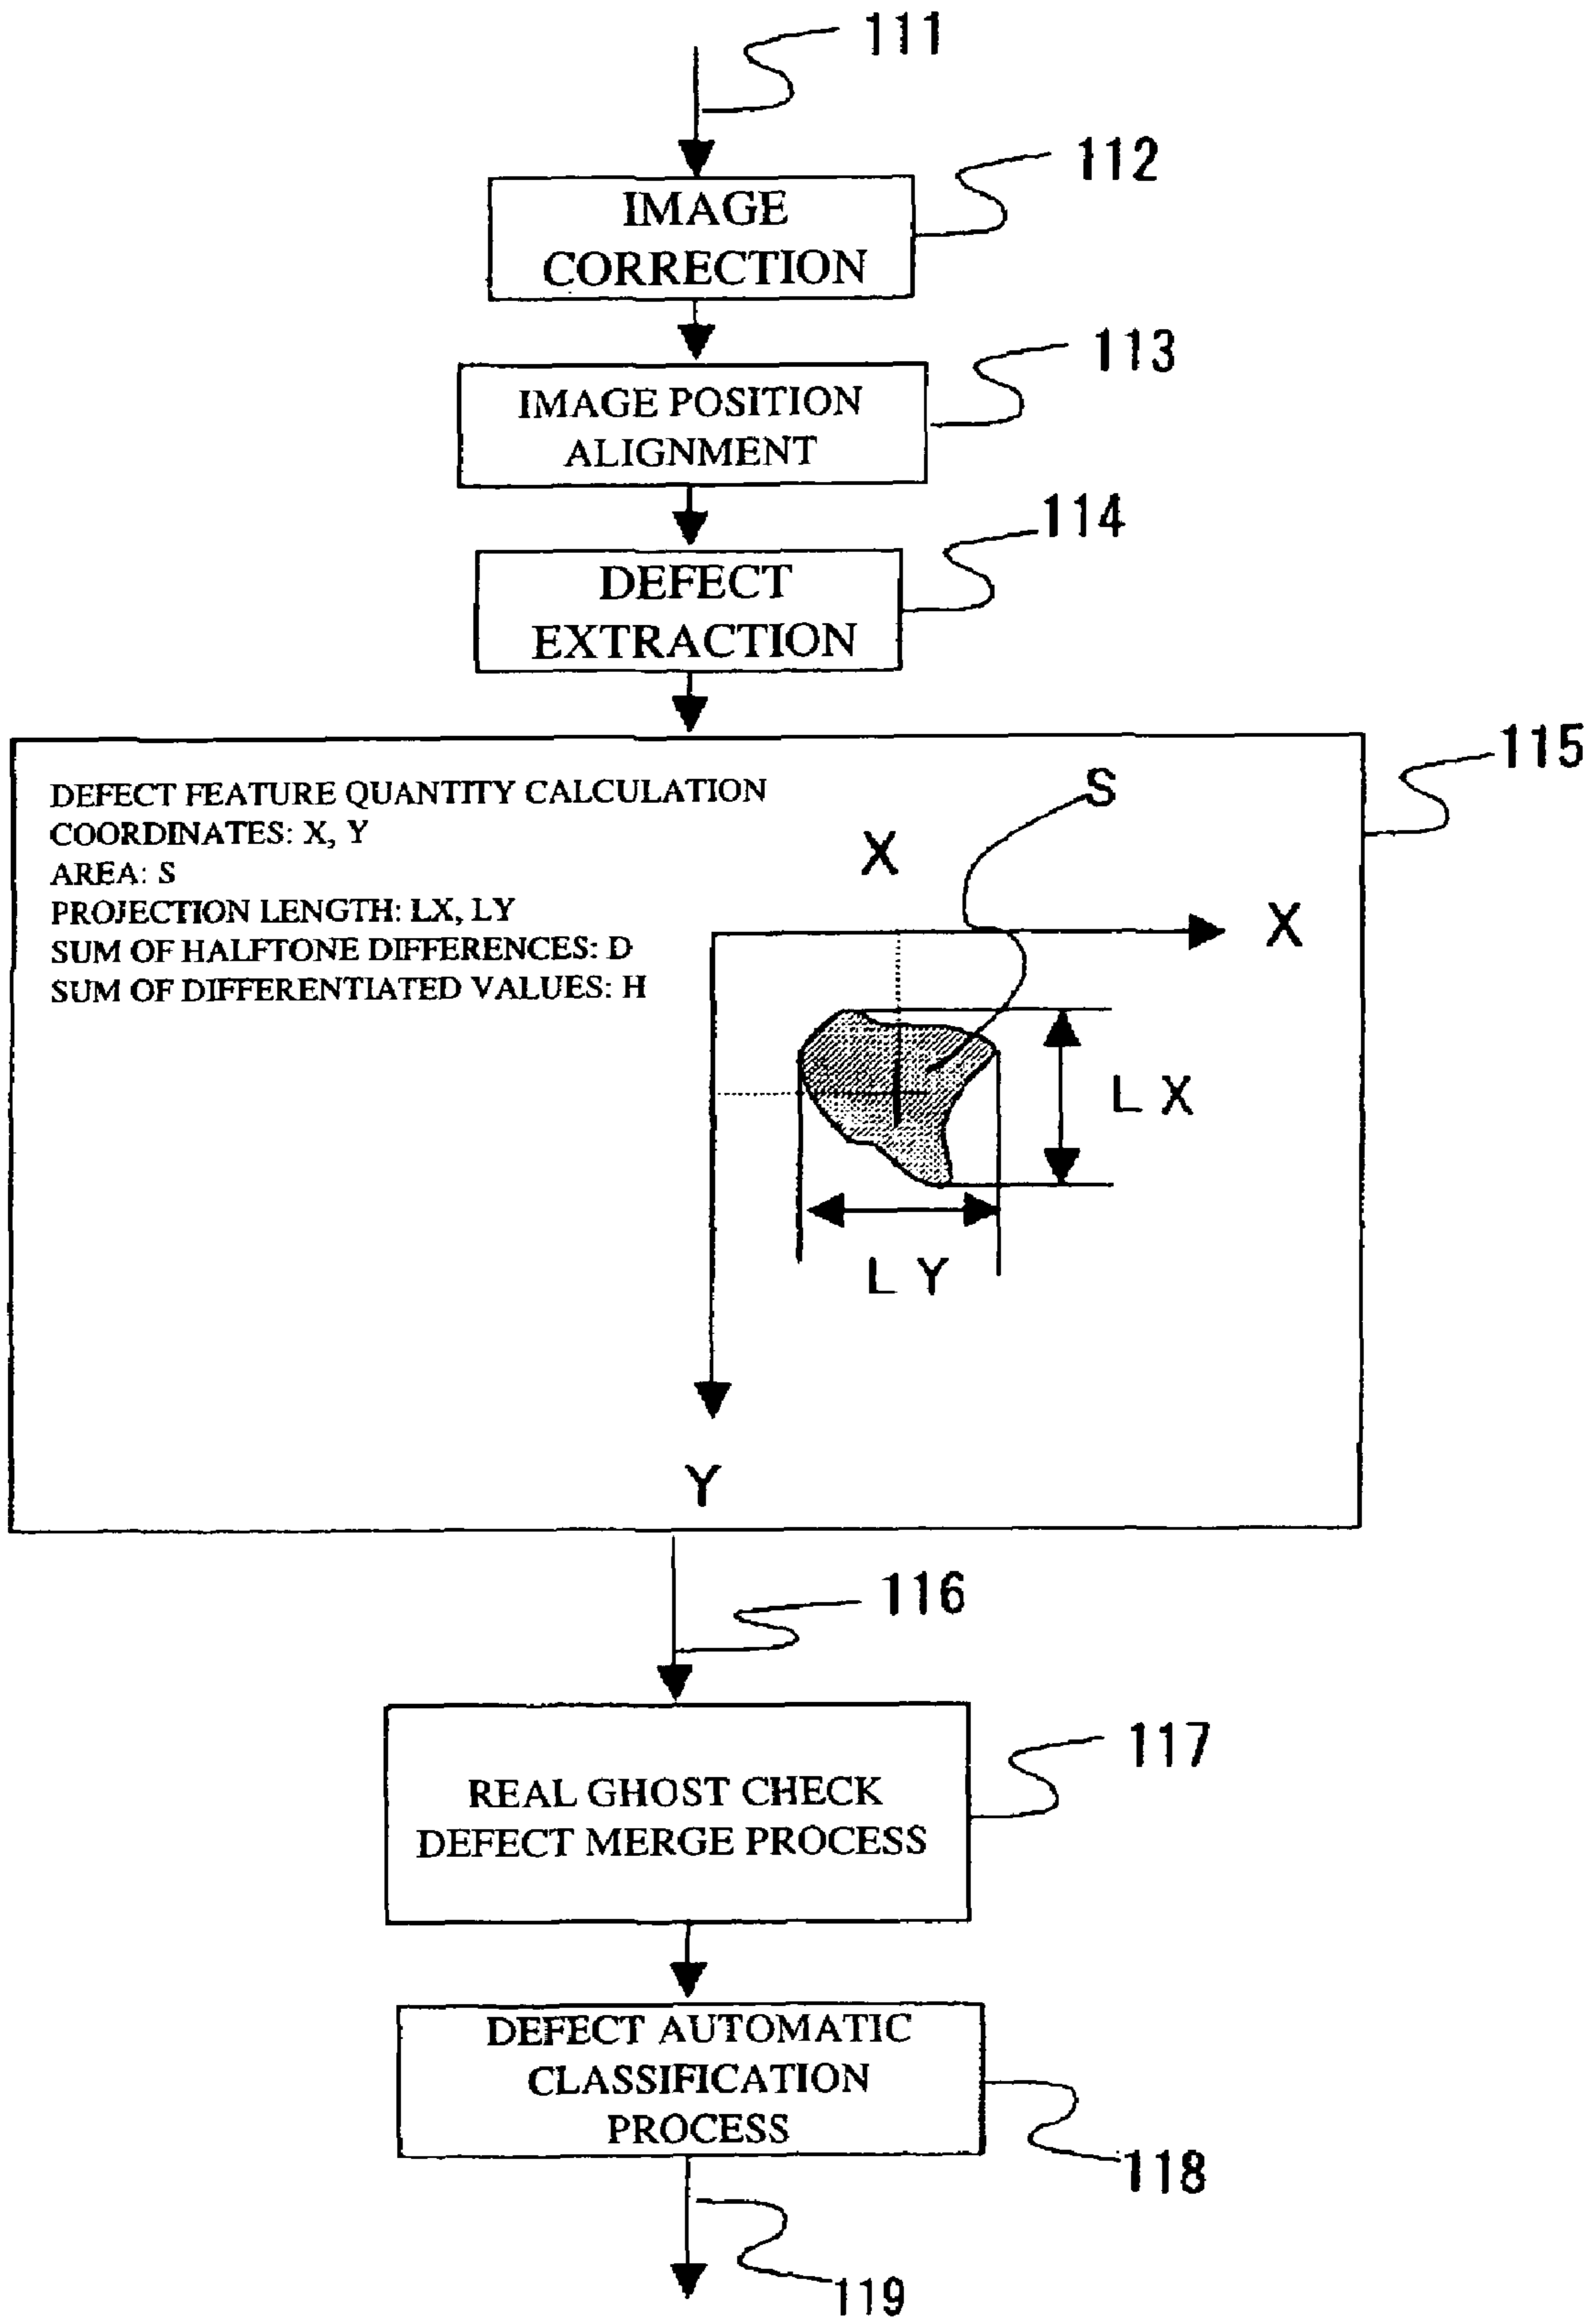 111
112
IMAGE
CORRECTION
113
IMAGE POSITION
ALIGNMENT
114
DEFECT
EXTRACTION
115
DEFECT FEATURE QUANTITY CALCULATION
COORDINATES: X, Y
AREA: S
PROJECTION LENGTH: LX, LY
SUM OF HALFTONE DIFFERENCES: D
SUM OF DIFFERENTIATED VALUES: H
S
X
X
L X
L Y
Y
116
117
REAL GHOST CHECK
DEFECT MERGE PROCESS
DEFECT AUTOMATIC
CLASSIFICATION
PROCESS
118
119